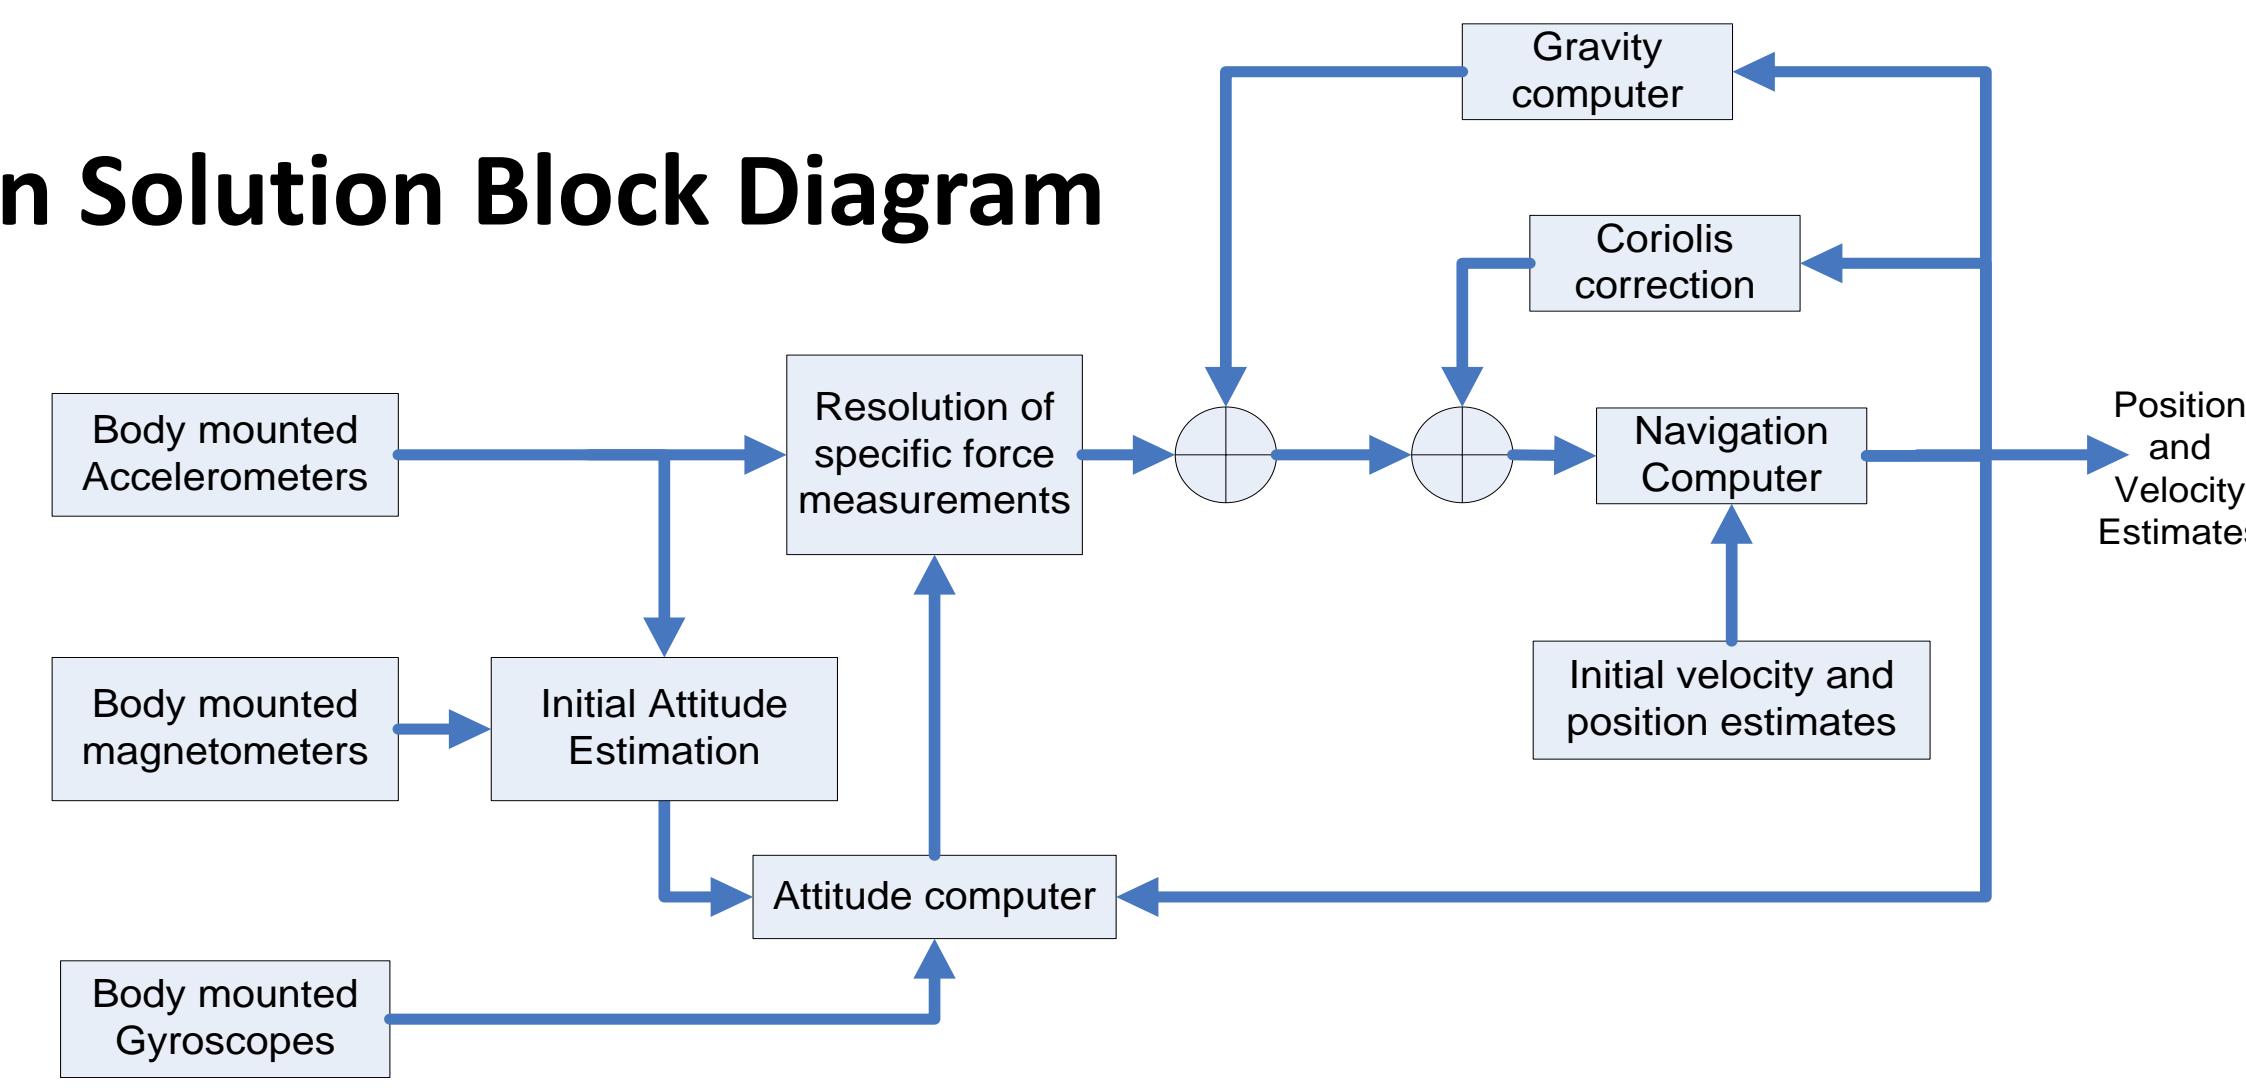 Gravity
computer
n Solution Block Diagram
Coriolis
correction
Body mounted
Accelerometers
Resolution of
specific force
measurements
Navigation
Computer
Position
and
Velocity
Estimates
Body mounted
magnetometers
Initial Attitude
Estimation
Initial velocity and
position estimates
Attitude computer
Body mounted
Gyroscopes